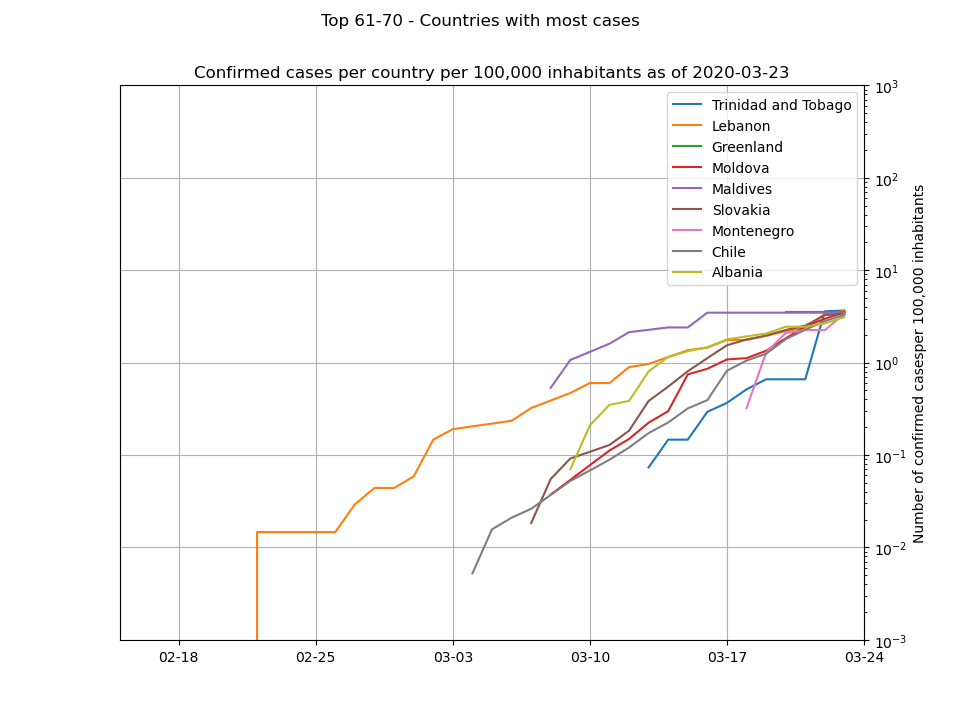 Top 61-70 - Countries with most cases
Confirmed cases per country per 100,000 inhabitants as of 2020-03-23
Trinidad and Tobago
Lebanon
Greenland
Moldova
Maldives
Slovakia
Montenegro
Chile
Albania
10³
10²
10¹
10⁰
10⁻¹
10⁻²
10⁻³
Number of confirmed casesper 100,000 inhabitants
02-18 02-25 03-03 03-10 03-17 03-24